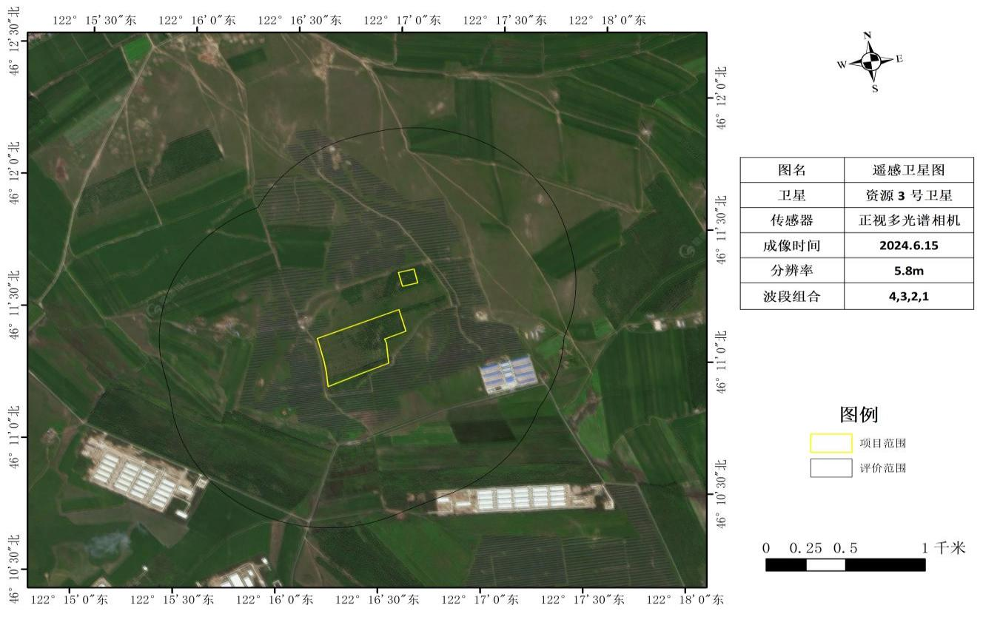 122° 15′30″东 122° 16′0″东 122° 16′30″东 122° 17′0″东 122° 17′30″东 122° 18′0″东
46° 12′30″北
46° 12′0″北
46° 11′30″北
46° 11′0″北
46° 10′30″北
46° 12′0″北
46° 11′30″北
46° 11′0″北
46° 10′30″北
122° 15′0″东 122° 15′30″东 122° 16′0″东 122° 16′30″东 122° 17′0″东 122° 17′30″东 122° 18′0″东
N
W E
S
图名 遥感卫星图
卫星 资源 3 号卫星
传感器 正视多光谱相机
成像时间 2024.6.15
分辨率 5.8m
波段组合 4,3,2,1
图例
项目范围
评价范围
0 0.25 0.5 1 千米